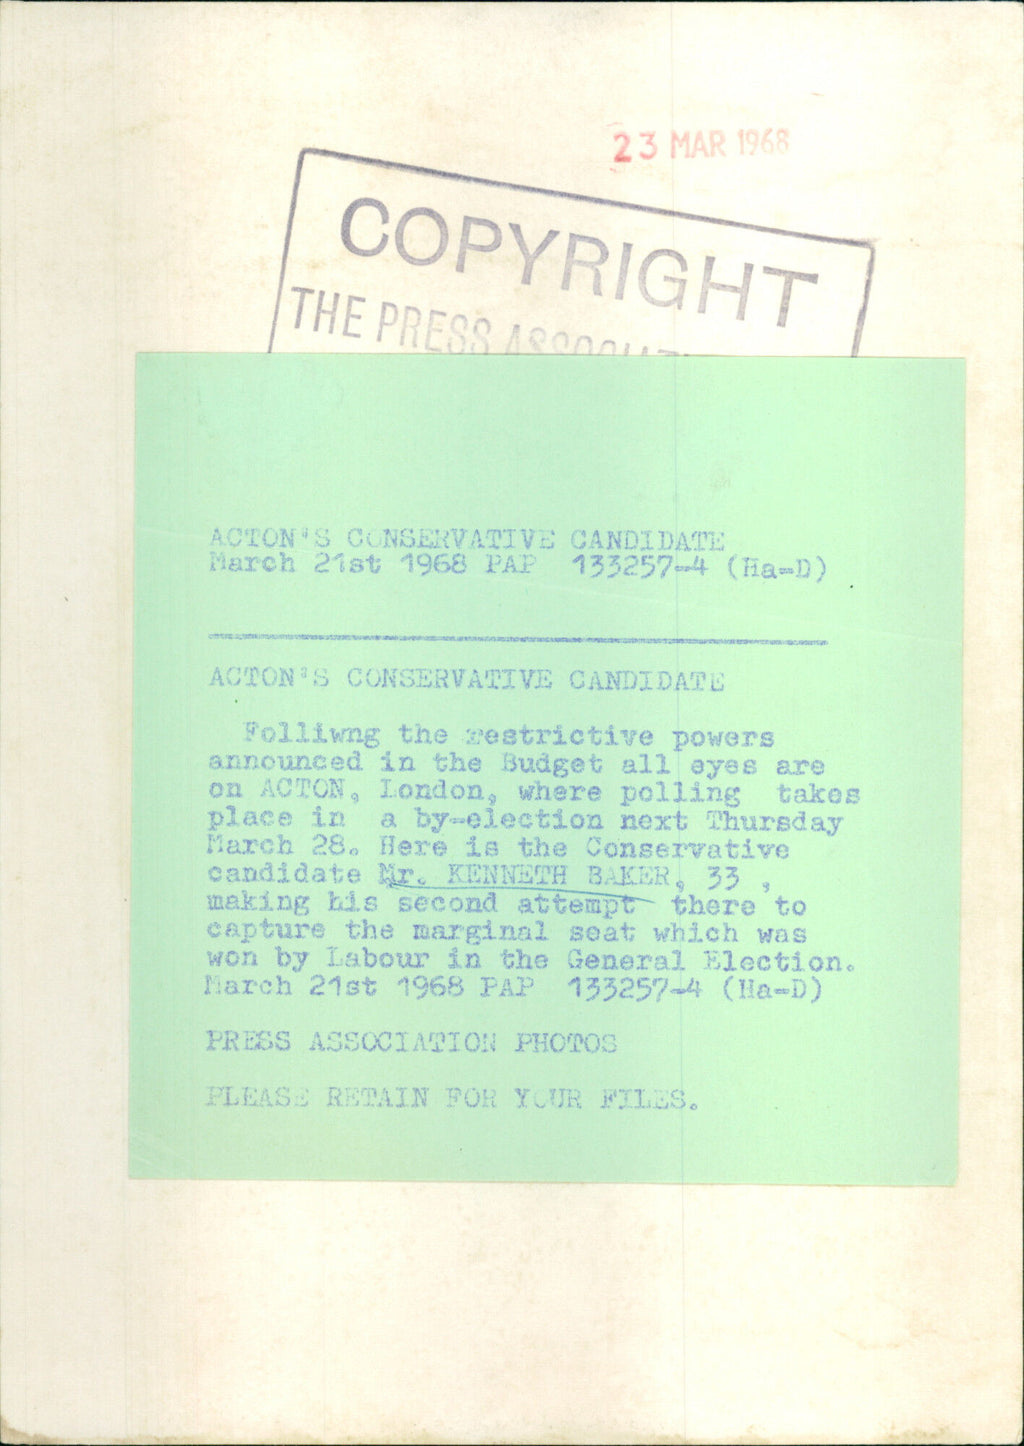 23 MAR 1968
COPYRIGHT
THE PRESS ASSOCIAT
ACTON'S CONSERVATIVE CANDIDATE
March 21st 1968 PAP 133257-4 (Ha-D)
ACTON'S CONSERVATIVE CANDIDATE
Folliwng the restrictive powers
announced in the Budget all eyes are
on ACTON, London, where polling takes
place in a by-election next Thursday
March 28. Here is the Conservative
candidate Mr. KENNETH BAKER, 33 ,
making his second attempt there to
capture the marginal seat which was
won by Labour in the General Election.
March 21st 1968 PAP 133257-4 (Ha-D)
PRESS ASSOCIATION PHOTOS
PLEASE RETAIN FOR YOUR FILES.